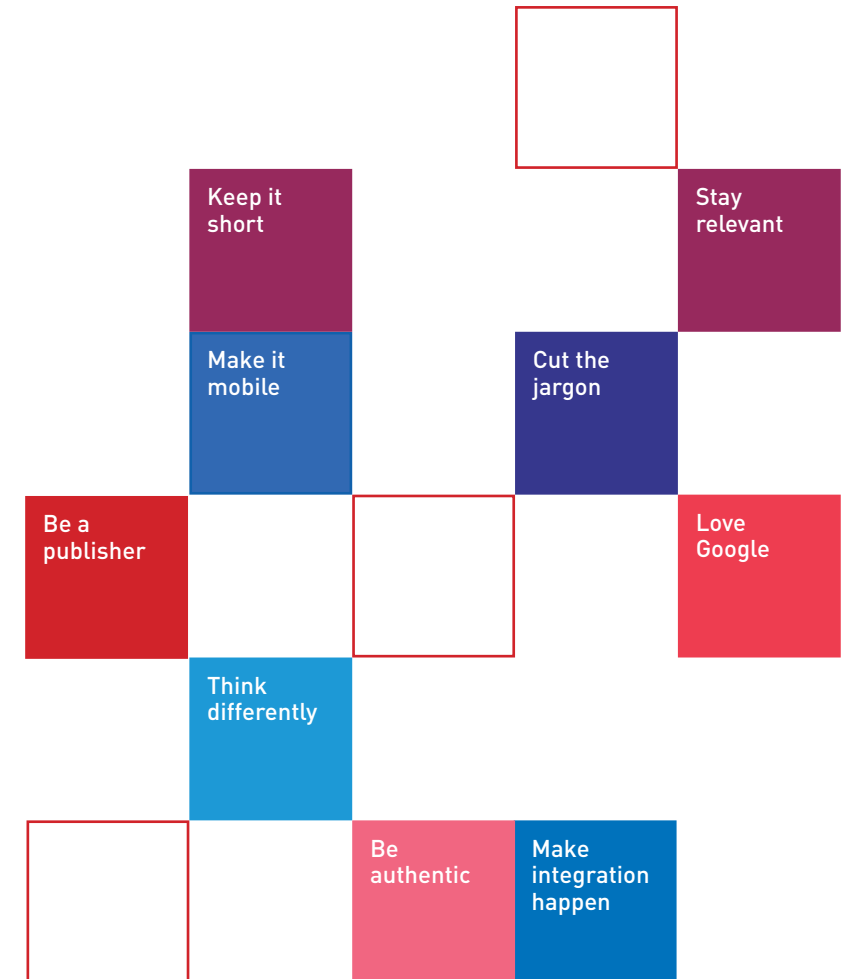 Keep it
short
Stay
relevant
Make it
mobile
Cut the
jargon
Be a
publisher
Love
Google
Think
differently
Be
authentic
Make
integration
happen